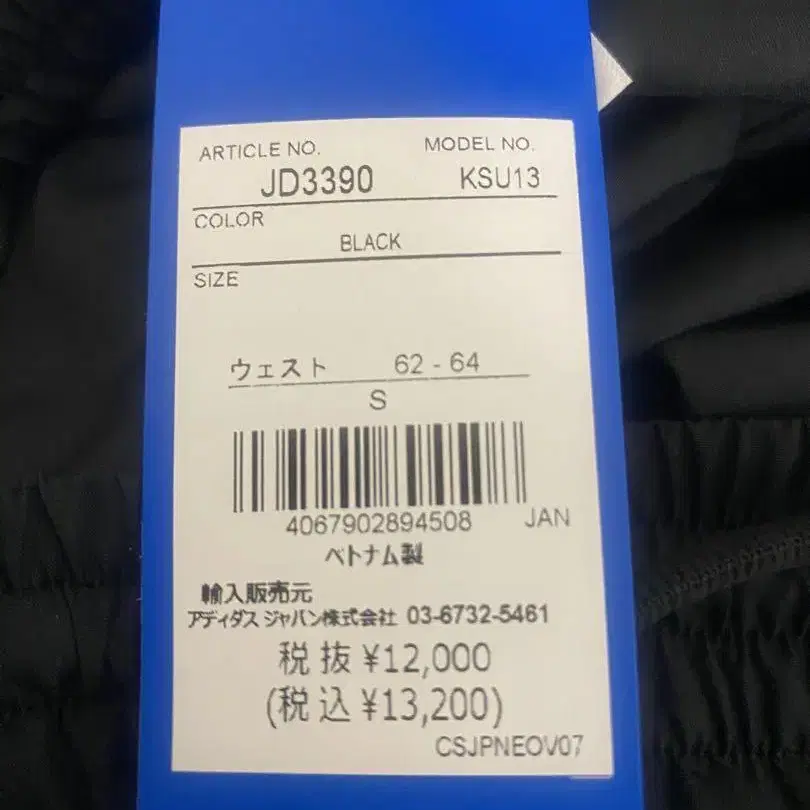 ARTICLE NO. MODEL NO.
JD3390 KSU13
COLOR
BLACK
SIZE
ウェスト 62 - 64
S
4067902894508 JAN
ベトナム製
輸入販売元
アディダス ジャパン株式会社 03-6732-5461
税抜 ¥12,000
(税込 ¥13,200)
CSJPNEOV07